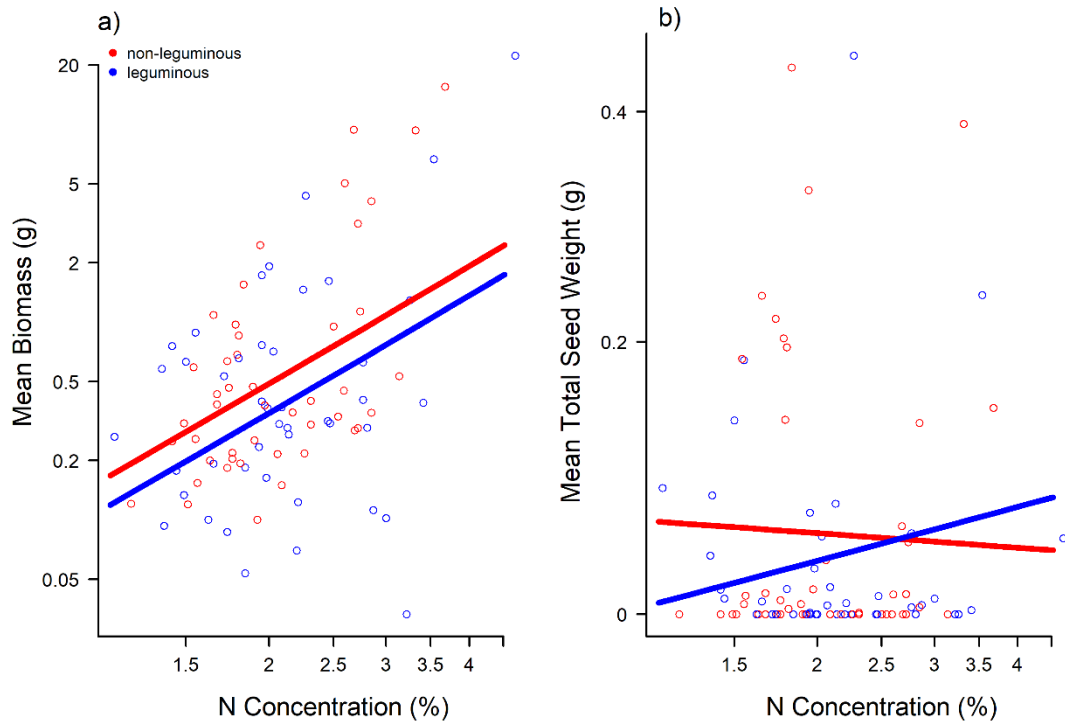 a)
non-leguminous
leguminous
Mean Biomass (g)
20
5
2
0.5
0.2
0.05
1.5 2 2.5 3 3.5 4
N Concentration (%)
b)
Mean Total Seed Weight (g)
0.4
0.2
0
1.5 2 2.5 3 3.5 4
N Concentration (%)